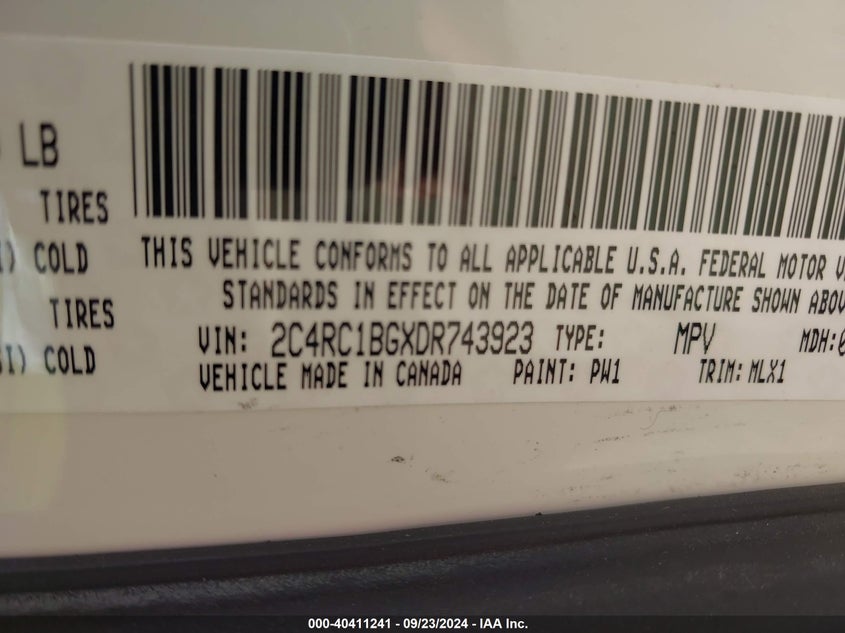 LB
TIRES
COLD
TIRES
COLD
THIS VEHICLE CONFORMS TO ALL APPLICABLE U.S.A. FEDERAL MOTOR
STANDARDS IN EFFECT ON THE DATE OF MANUFACTURE SHOWN
VIN: 2C4RC1BGXDR743923 TYPE: MPV MDH:0
VEHICLE MADE IN CANADA PAINT: PW1 TRIM: MLX1
000-40411241 - 09/23/2024 - IAA Inc.